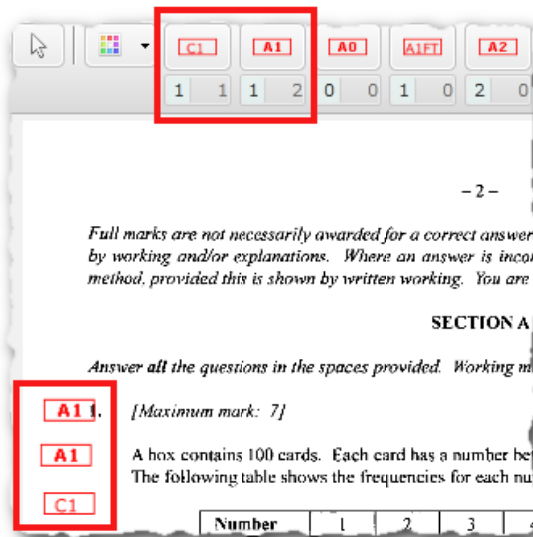 C1 A1 A0 A1FT A2
1 1 1 2 0 0 1 0 2 0
– 2 –
Full marks are not necessarily awarded for a correct answer
by working and/or explanations. Where an answer is
method, provided this is shown by written working. You are
SECTION A
Answer all the questions in the spaces provided. Working
A1 1. [Maximum mark: 7]
A1 A box contains 100 cards. Each card has a number
The following table shows the frequencies for each
C1
Number 1 2 3